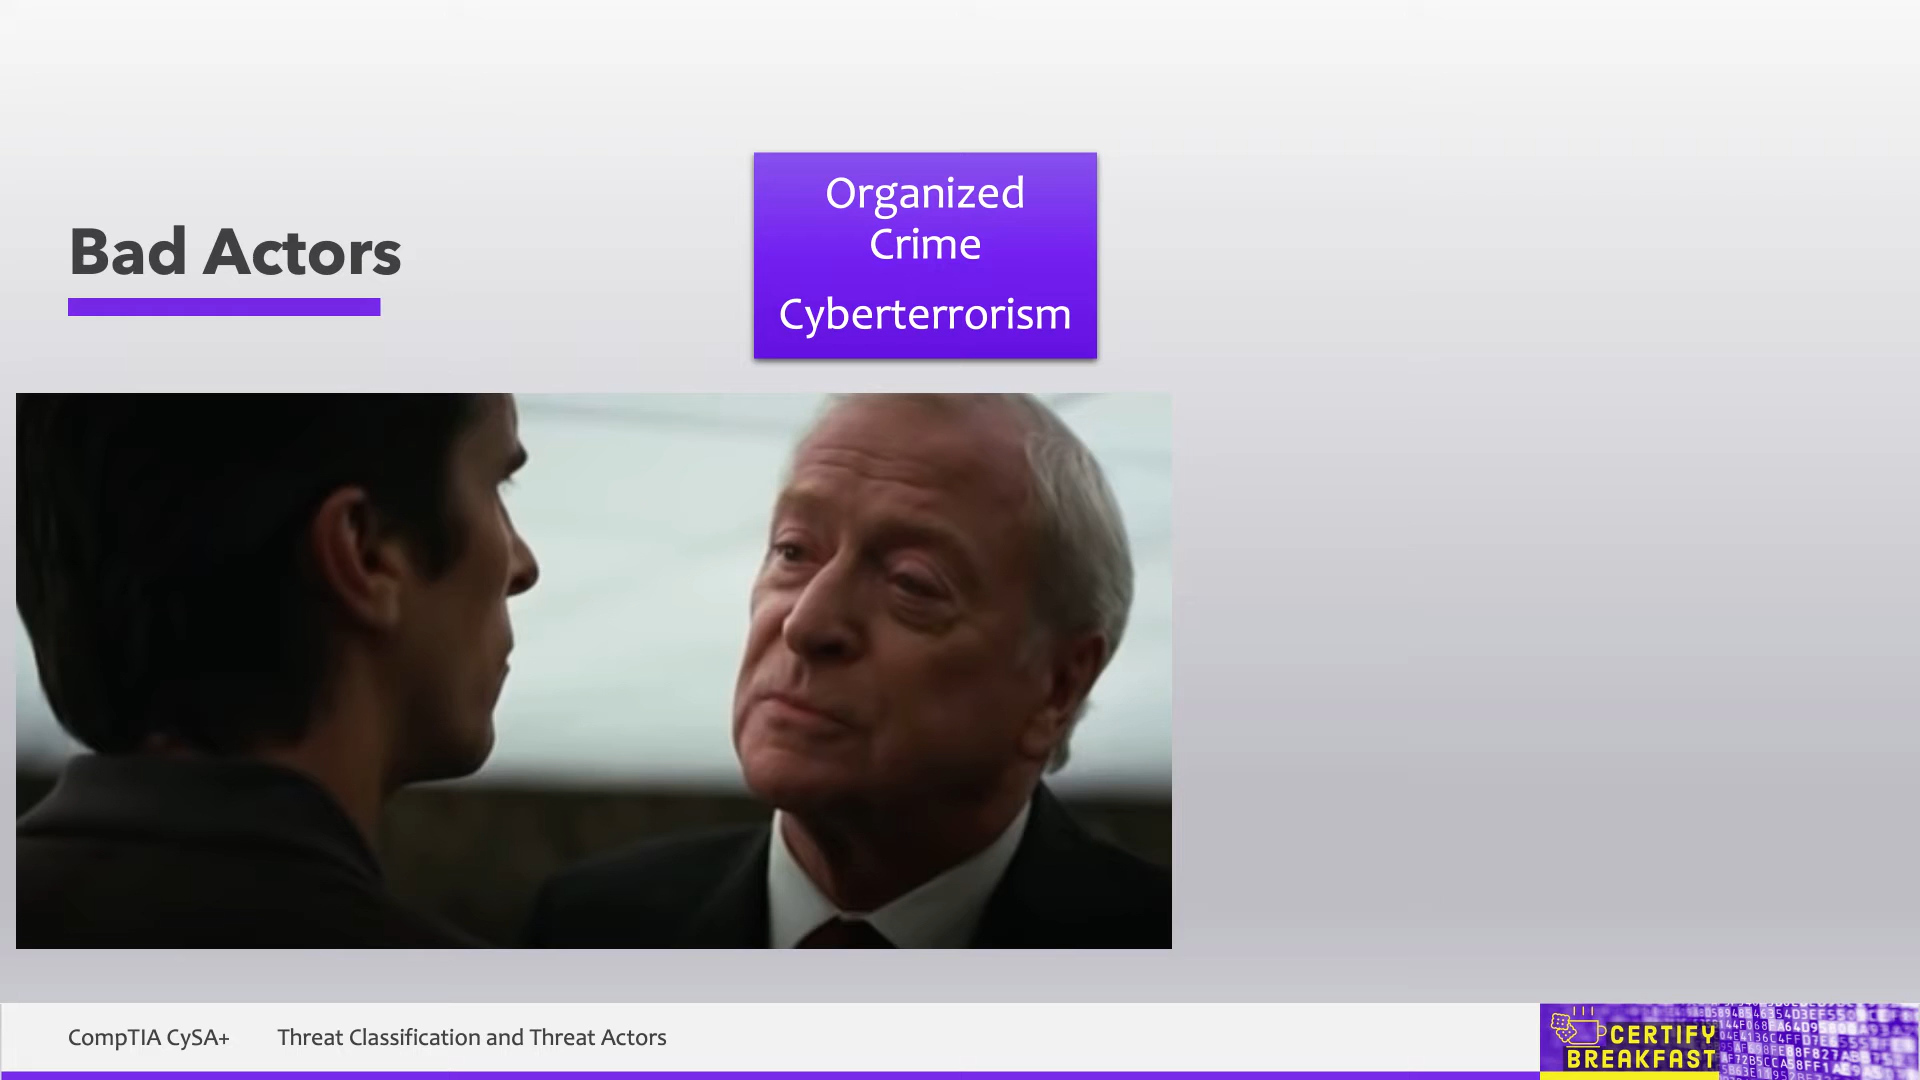 Bad Actors
Organized
Crime
Cyberterrorism
CompTIA CySA+
Threat Classification and Threat Actors
CERTIFY
BREAKFAST